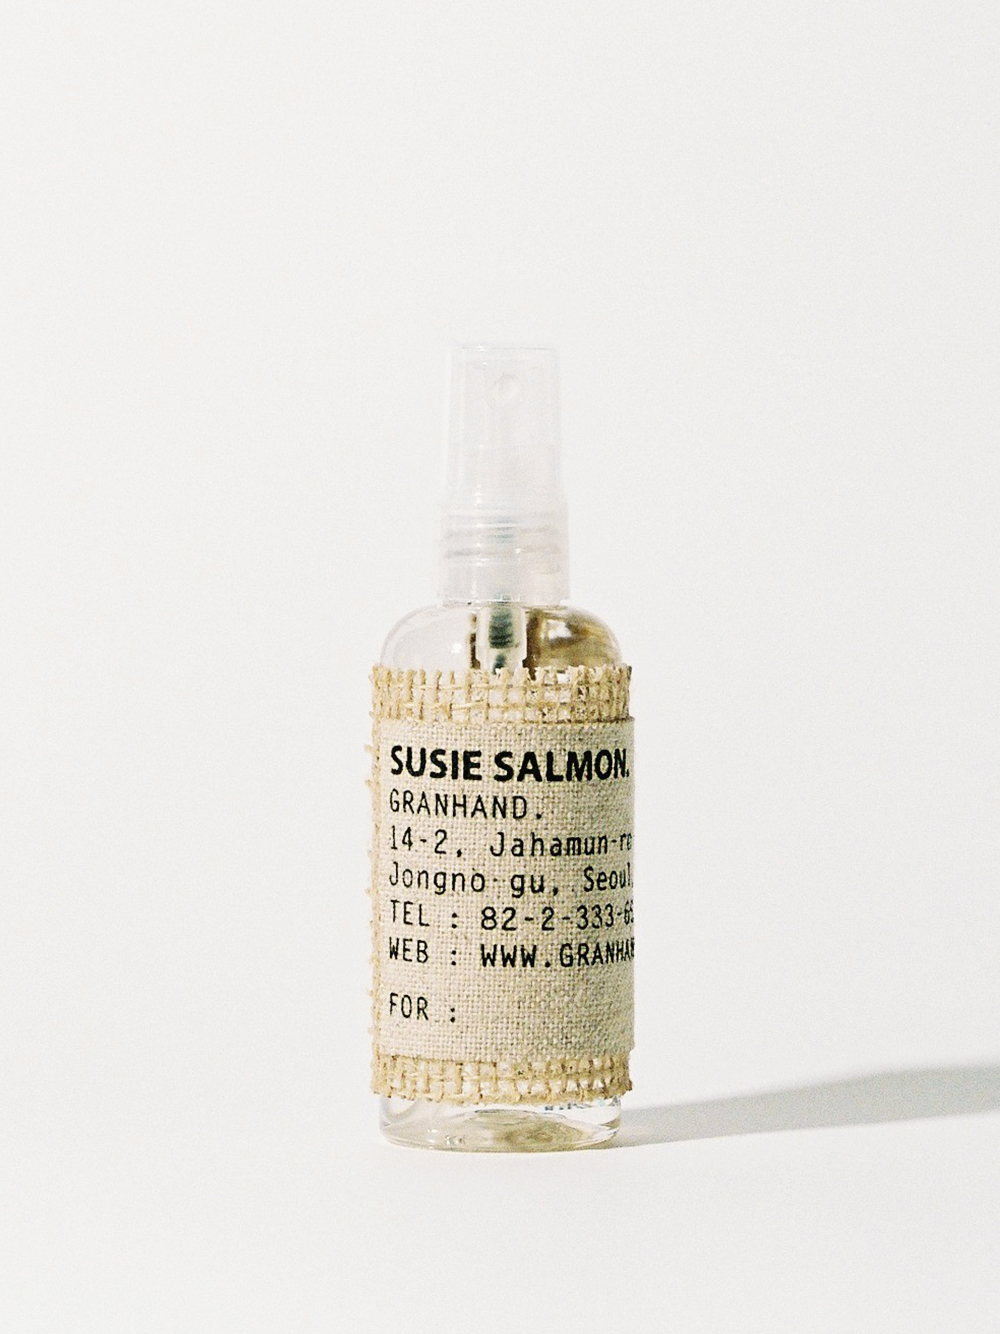 SUSIE SALMON.
GRANHAND.
14-2, Jahamun-ro
Jongno-gu, Seoul,
TEL : 82-2-333-6
WEB : WWW.GRANHA
FOR :